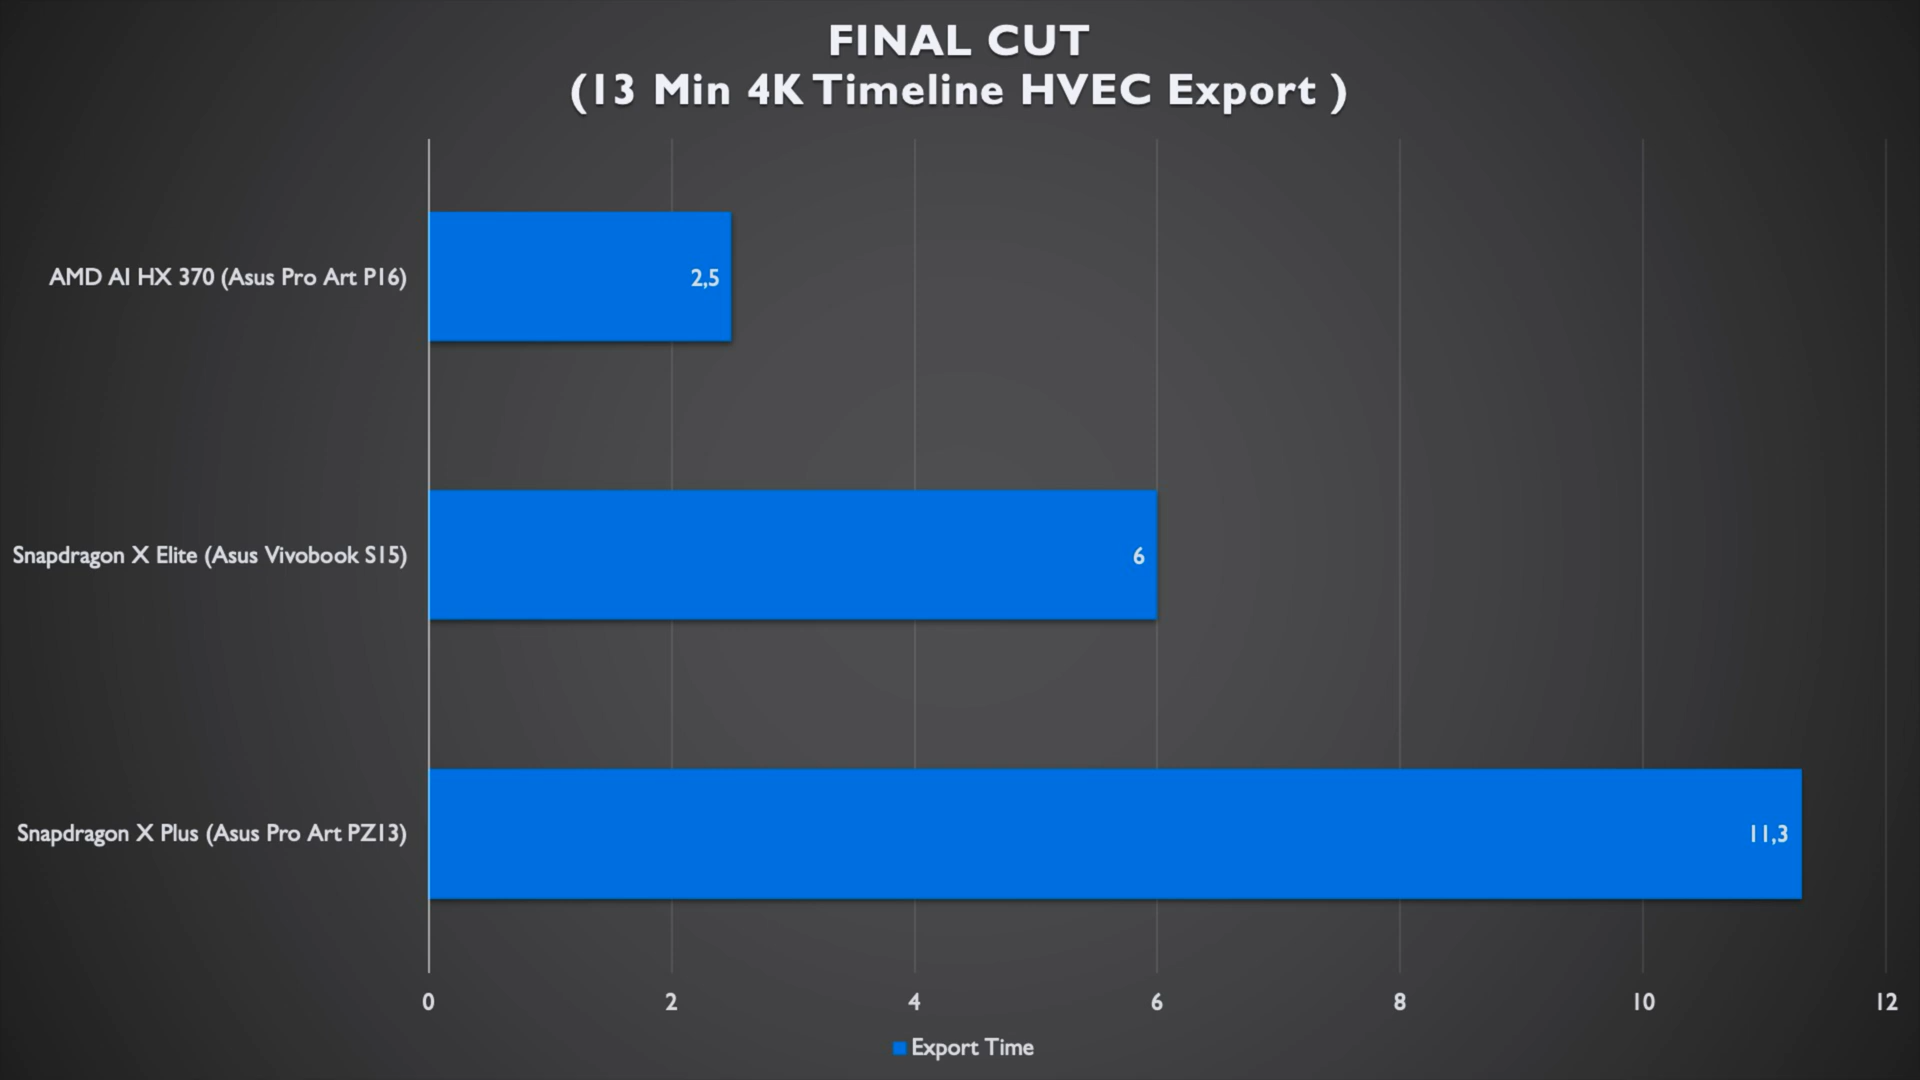 FINAL CUT
(13 Min 4K Timeline HVEC Export )
AMD AI HX 370 (Asus Pro Art P16)
2,5
Snapdragon X Elite (Asus Vivobook S15)
6
Snapdragon X Plus (Asus Pro Art PZ13)
11,3
0 2 4 6 8 10 12
Export Time